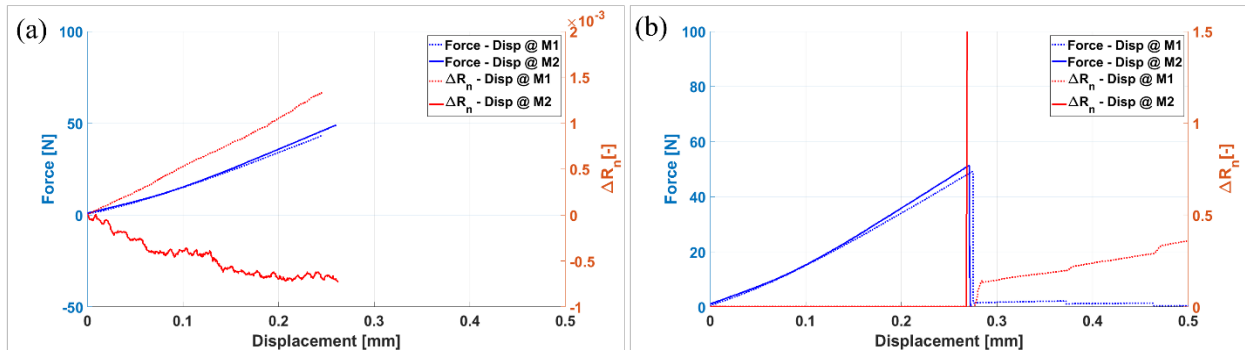 (a)
×10-3
100
50
0
-50
Force [N]
2
1.5
1
0.5
0
-0.5
-1
ΔRn[-]
Force - Disp @ M1
Force - Disp @ M2
ΔRn - Disp @ M1
ΔRn - Disp @ M2
0 0.1 0.2 0.3 0.4 0.5
Displacement [mm]
(b)
100
80
60
40
20
0
Force [N]
1.5
1
0.5
0
ΔRn[-]
Force - Disp @ M1
Force - Disp @ M2
ΔRn - Disp @ M1
ΔRn - Disp @ M2
0 0.1 0.2 0.3 0.4 0.5
Displacement [mm]